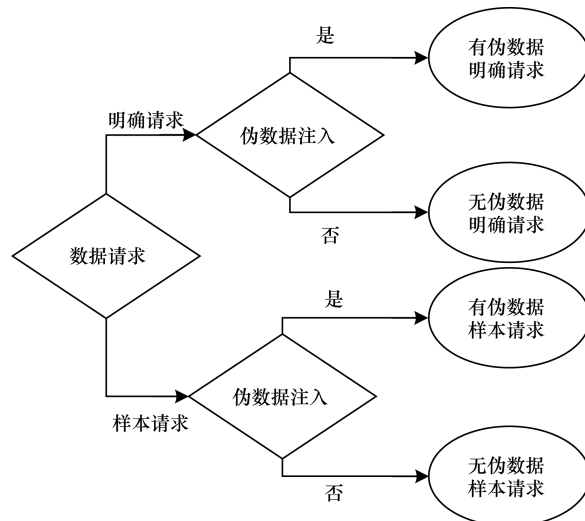 是
有伪数据
明确请求
明确请求
伪数据注入
否
无伪数据
明确请求
数据请求
是
有伪数据
样本请求
伪数据注入
样本请求
否
无伪数据
样本请求